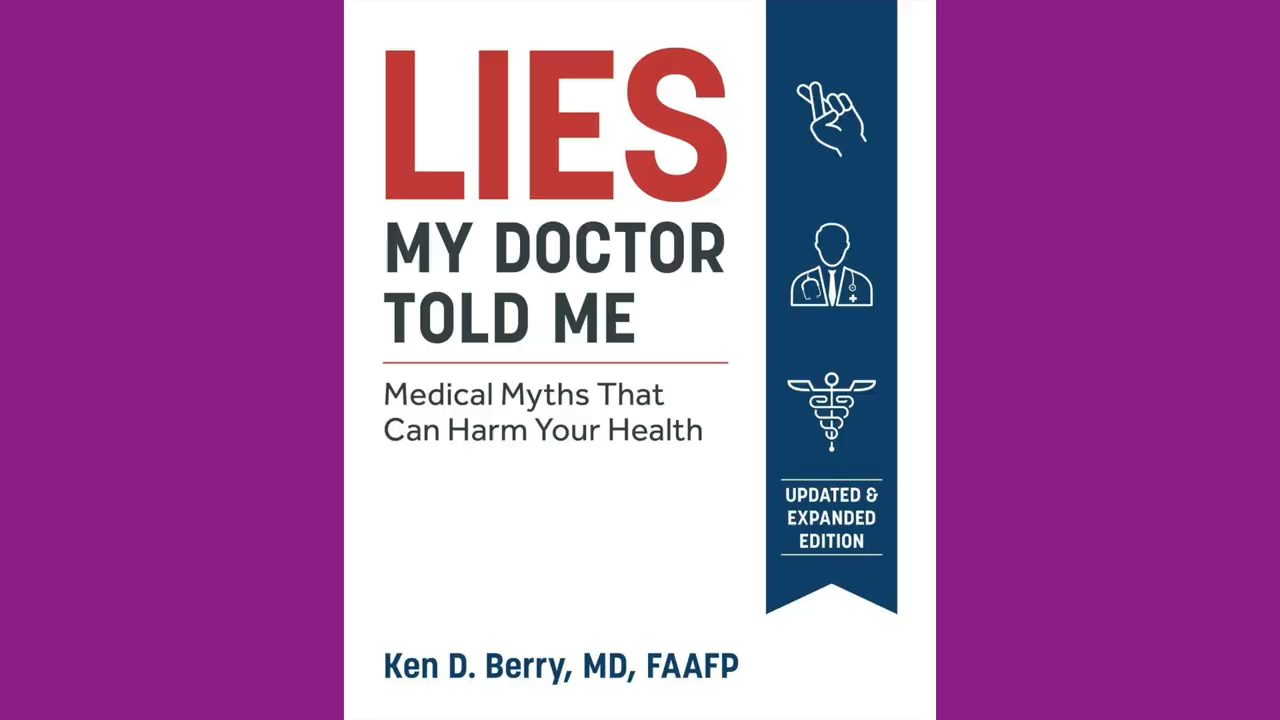 LIES
MY DOCTOR
TOLD ME
Medical Myths That
Can Harm Your Health
UPDATED &
EXPANDED
EDITION
Ken D. Berry, MD, FAAFP